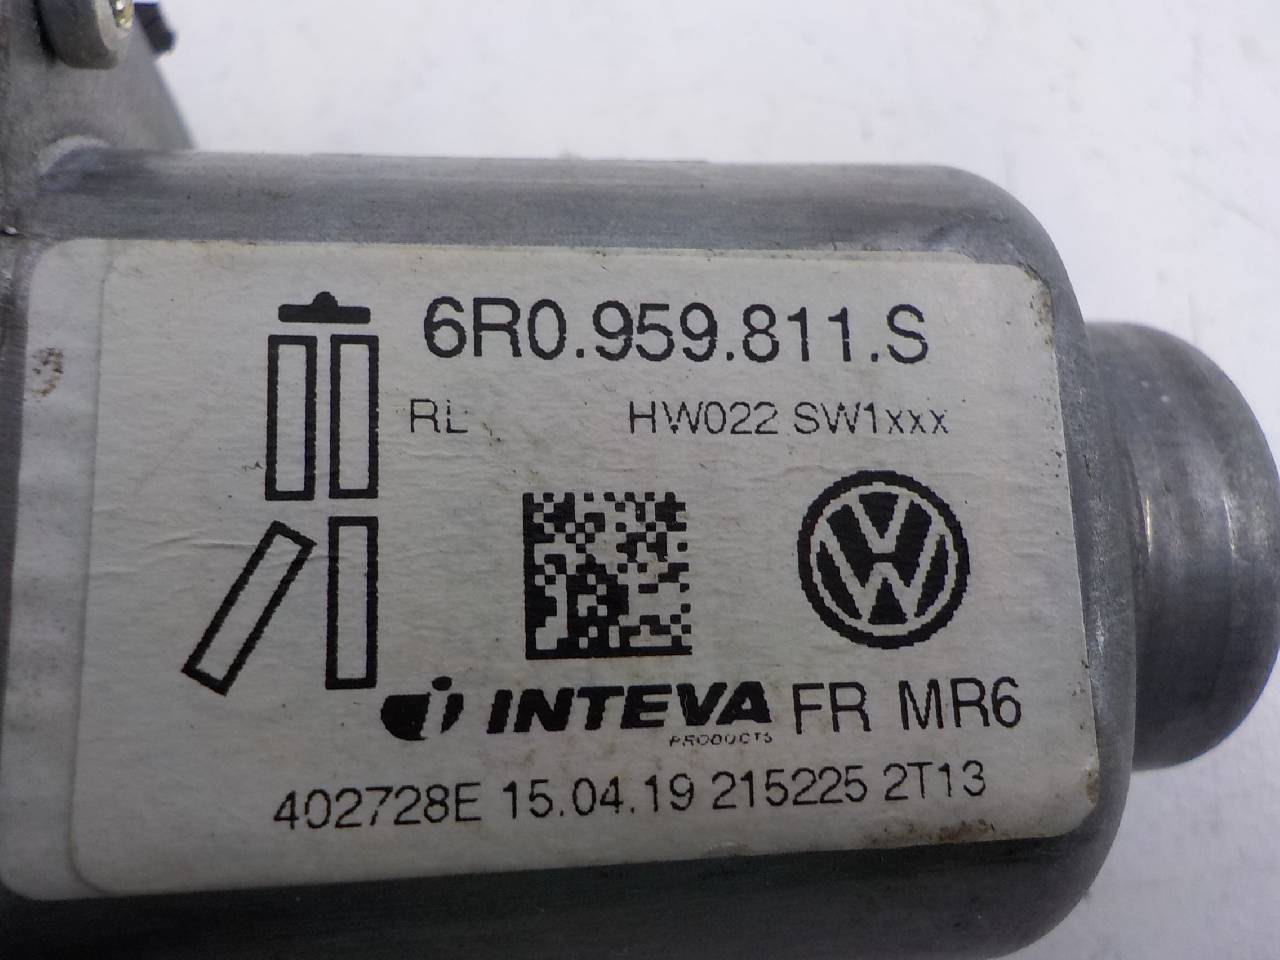 6R0.959.811.S
RL HW022 SW1xxx
INTEVA FR MR6
PRODUCTS
402728E 15.04.19 215225 2T13